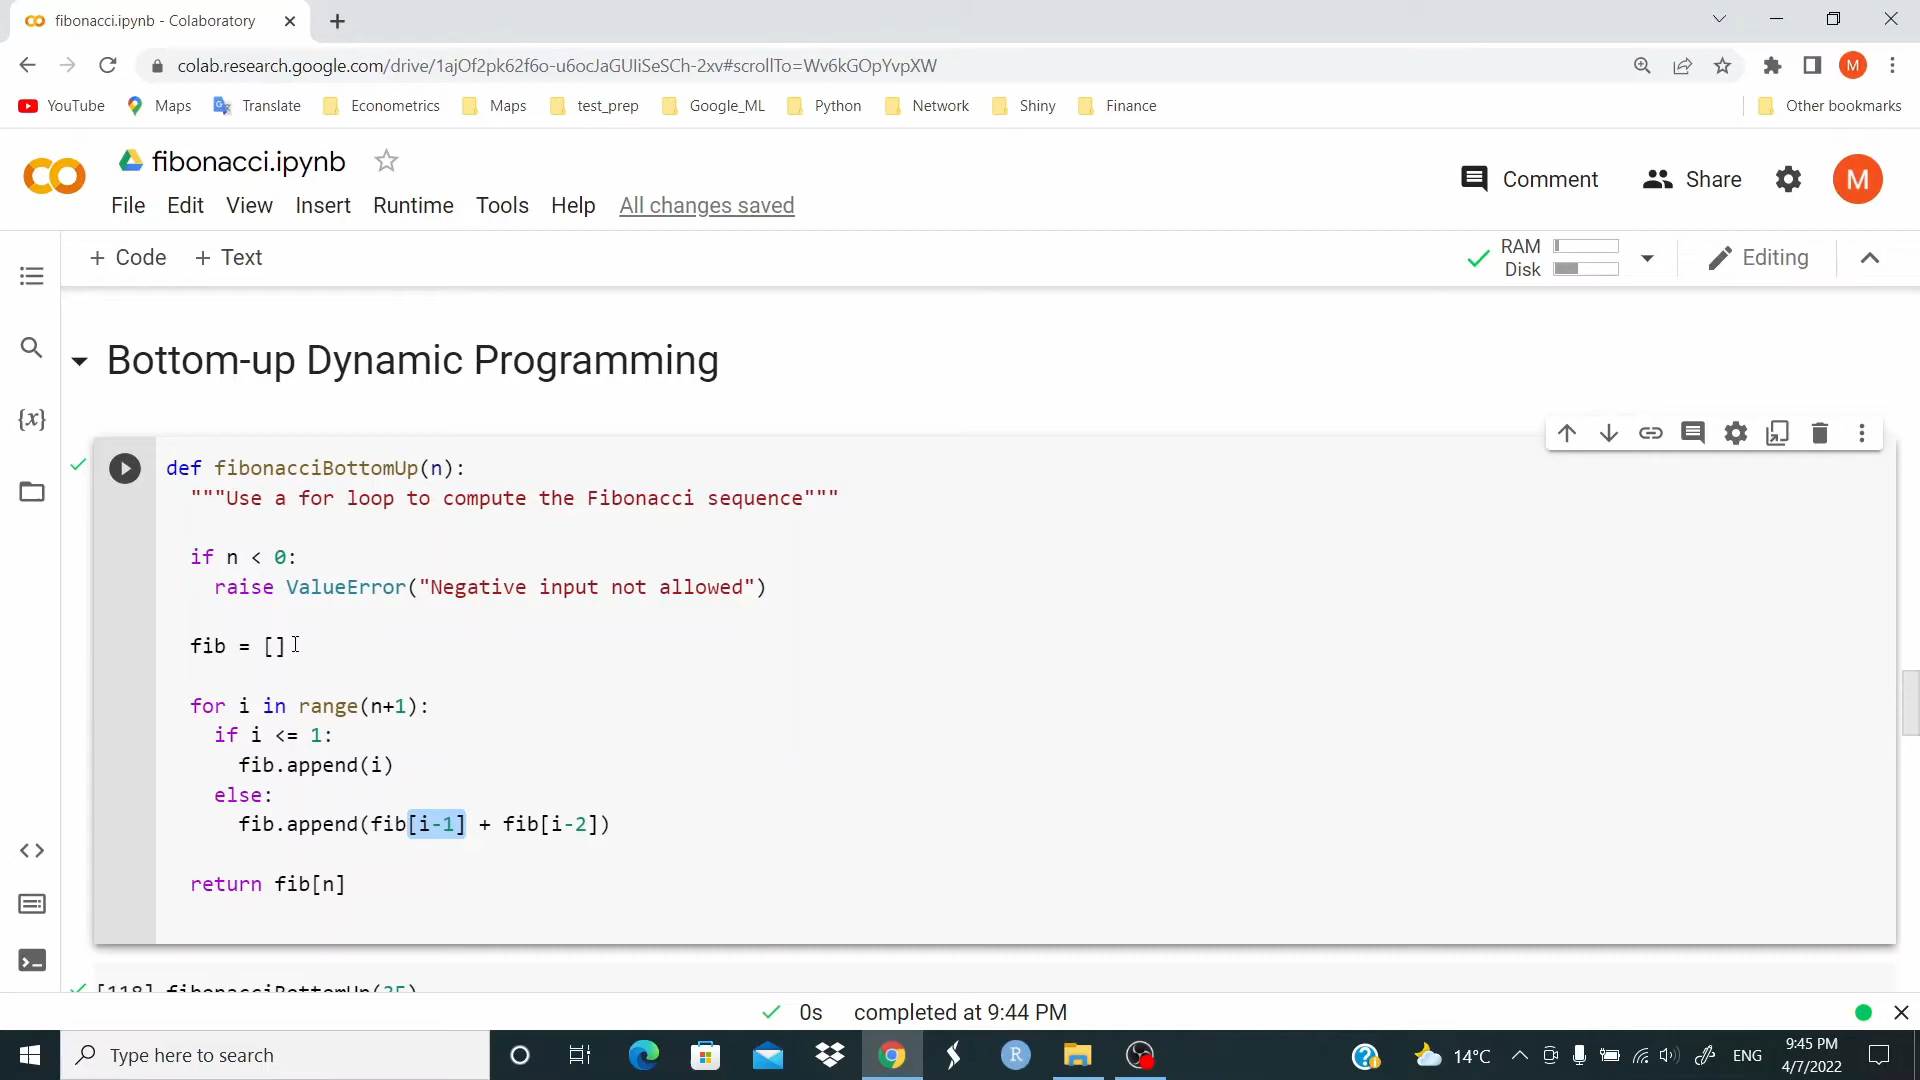 fibonacci.ipynb - Colaboratory
colab.research.google.com/drive/1ajOf2pk62f6o-u6ocJaGUIiSeSCh-2xv#scrollTo=Wv6kGOpYvpXW
M
YouTube Maps Translate Econometrics Maps test_prep Google_ML Python Network Shiny Finance Other bookmarks
fibonacci.ipynb
File Edit View Insert Runtime Tools Help All changes saved
Comment Share M
+ Code + Text
RAM
Disk
Editing
Bottom-up Dynamic Programming
{x}
def fibonacciBottomUp(n):
"""Use a for loop to compute the Fibonacci sequence"""
if n < 0:
raise ValueError("Negative input not allowed")
fib = []
for i in range(n+1):
if i <= 1:
fib.append(i)
else:
fib.append(fib[i-1] + fib[i-2])
return fib[n]
[118] fibonacciBottomUp(35)
0s completed at 9:44 PM
Type here to search
R
14°C
ENG
9:45 PM
4/7/2022